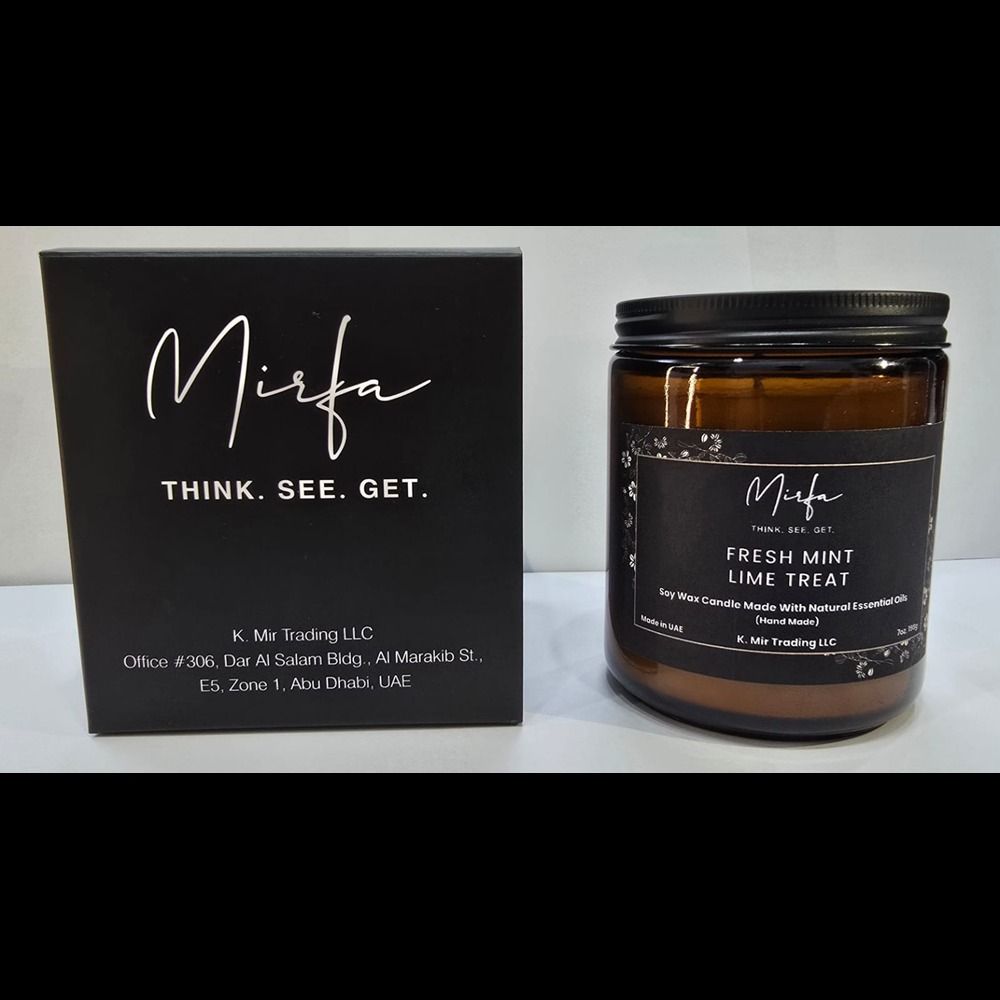 Mirfa
THINK. SEE. GET.
K. Mir Trading LLC
Office #306, Dar Al Salam Bldg., Al Marakib St.,
E5, Zone 1, Abu Dhabi, UAE
Mirfa
THINK. SEE. GET.
FRESH MINT
LIME TREAT
Soy Wax Candle Made With Natural Essential Oils
(Hand Made)
Made in UAE
7oz. 190g
K. Mir Trading LLC